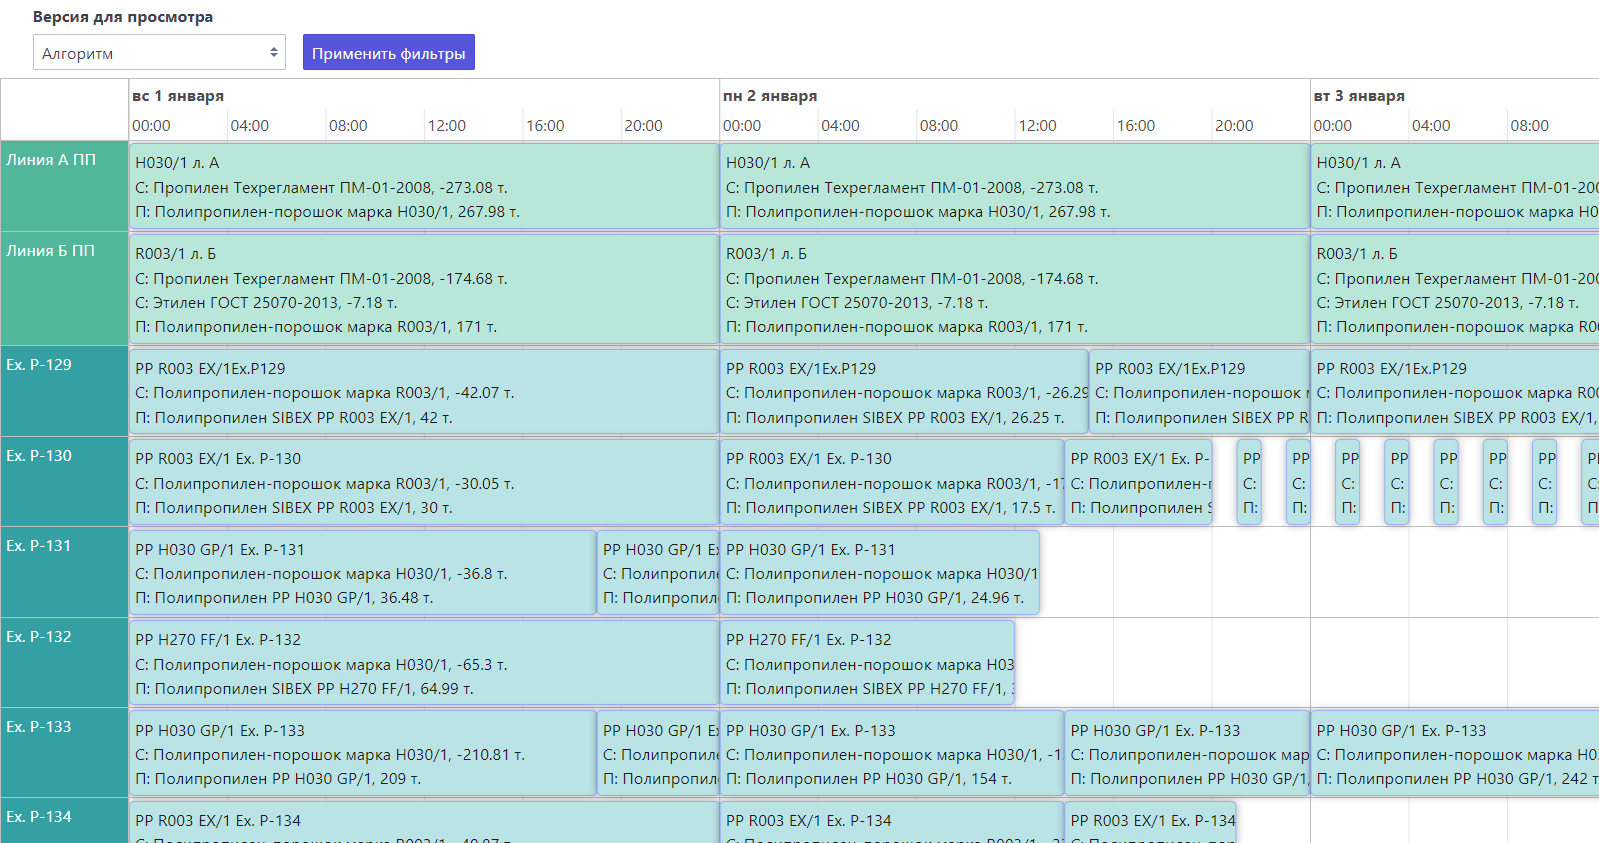 Версия для просмотра
Алгоритм
Применить фильтры
вс 1 января
пн 2 января
вт 3 января
00:00 04:00 08:00 12:00 16:00 20:00 00:00 04:00 08:00 12:00 16:00 20:00 00:00 04:00 08:00
Линия А ПП
H030/1 л. А
С: Пропилен Техрегламент ПМ-01-2008, -273.08 т.
П: Полипропилен-порошок марка H030/1, 267.98 т.
H030/1 л. А
С: Пропилен Техрегламент ПМ-01-2008, -273.08 т.
П: Полипропилен-порошок марка H030/1, 267.98 т.
H030/1 л. А
С: Пропилен Техрегламент ПМ-01-200
П: Полипропилен-порошок марка H0
Линия Б ПП
R003/1 л. Б
С: Пропилен Техрегламент ПМ-01-2008, -174.68 т.
С: Этилен ГОСТ 25070-2013, -7.18 т.
П: Полипропилен-порошок марка R003/1, 171 т.
R003/1 л. Б
С: Пропилен Техрегламент ПМ-01-2008, -174.68 т.
С: Этилен ГОСТ 25070-2013, -7.18 т.
П: Полипропилен-порошок марка R003/1, 171 т.
R003/1 л. Б
С: Пропилен Техрегламент ПМ-01-200
С: Этилен ГОСТ 25070-2013, -7.18 т.
П: Полипропилен-порошок марка R00
Ex. P-129
PP R003 EX/1Ex.P129
С: Полипропилен-порошок марка R003/1, -42.07 т.
П: Полипропилен SIBEX PP R003 EX/1, 42 т.
PP R003 EX/1Ex.P129
С: Полипропилен-порошок марка R003/1, -26.29
П: Полипропилен SIBEX PP R003 EX/1, 26.25 т.
PP R003 EX/1Ex.P129
С: Полипропилен-порошок
П: Полипропилен SIBEX PP R
PP R003 EX/1Ex.P129
С: Полипропилен-порошок марка R00
П: Полипропилен SIBEX PP R003 EX/1,
Ex. P-130
PP R003 EX/1 Ex. P-130
С: Полипропилен-порошок марка R003/1, -30.05 т.
П: Полипропилен SIBEX PP R003 EX/1, 30 т.
PP R003 EX/1 Ex. P-130
С: Полипропилен-порошок марка R003/1, -17
П: Полипропилен SIBEX PP R003 EX/1, 17.5 т.
PP R003 EX/1 Ex. P-
С: Полипропилен-
П: Полипропилен
PP PP PP PP PP PP PP
С: С: С: С: С: С: С: С:
П: П: П: П: П: П: П:
Ex. P-131
PP H030 GP/1 Ex. P-131
С: Полипропилен-порошок марка H030/1, -36.8 т.
П: Полипропилен PP H030 GP/1, 36.48 т.
PP H030 GP/1 E
С: Полипропил
П: Полипропил
PP H030 GP/1 Ex. P-131
С: Полипропилен-порошок марка H030/1
П: Полипропилен PP H030 GP/1, 24.96 т.
Ex. P-132
PP H270 FF/1 Ex. P-132
С: Полипропилен-порошок марка H030/1, -65.3 т.
П: Полипропилен SIBEX PP H270 FF/1, 64.99 т.
PP H270 FF/1 Ex. P-132
С: Полипропилен-порошок марка H03
П: Полипропилен SIBEX PP H270 FF/1,
Ex. P-133
PP H030 GP/1 Ex. P-133
С: Полипропилен-порошок марка H030/1, -210.81 т.
П: Полипропилен PP H030 GP/1, 209 т.
PP H030 GP/1 E
С: Полипропил
П: Полипропил
PP H030 GP/1 Ex. P-133
С: Полипропилен-порошок марка H030/1, -1
П: Полипропилен PP H030 GP/1, 154 т.
PP H030 GP/1 Ex. P-133
С: Полипропилен-порошок мар
П: Полипропилен PP H030 GP/1,
PP H030 GP/1 Ex. P-133
С: Полипропилен-порошок марка H0
П: Полипропилен PP H030 GP/1, 242 т
Ex. P-134
PP R003 EX/1 Ex. P-134
PP R003 EX/1 Ex. P-134
PP R003 EX/1 Ex. P-134